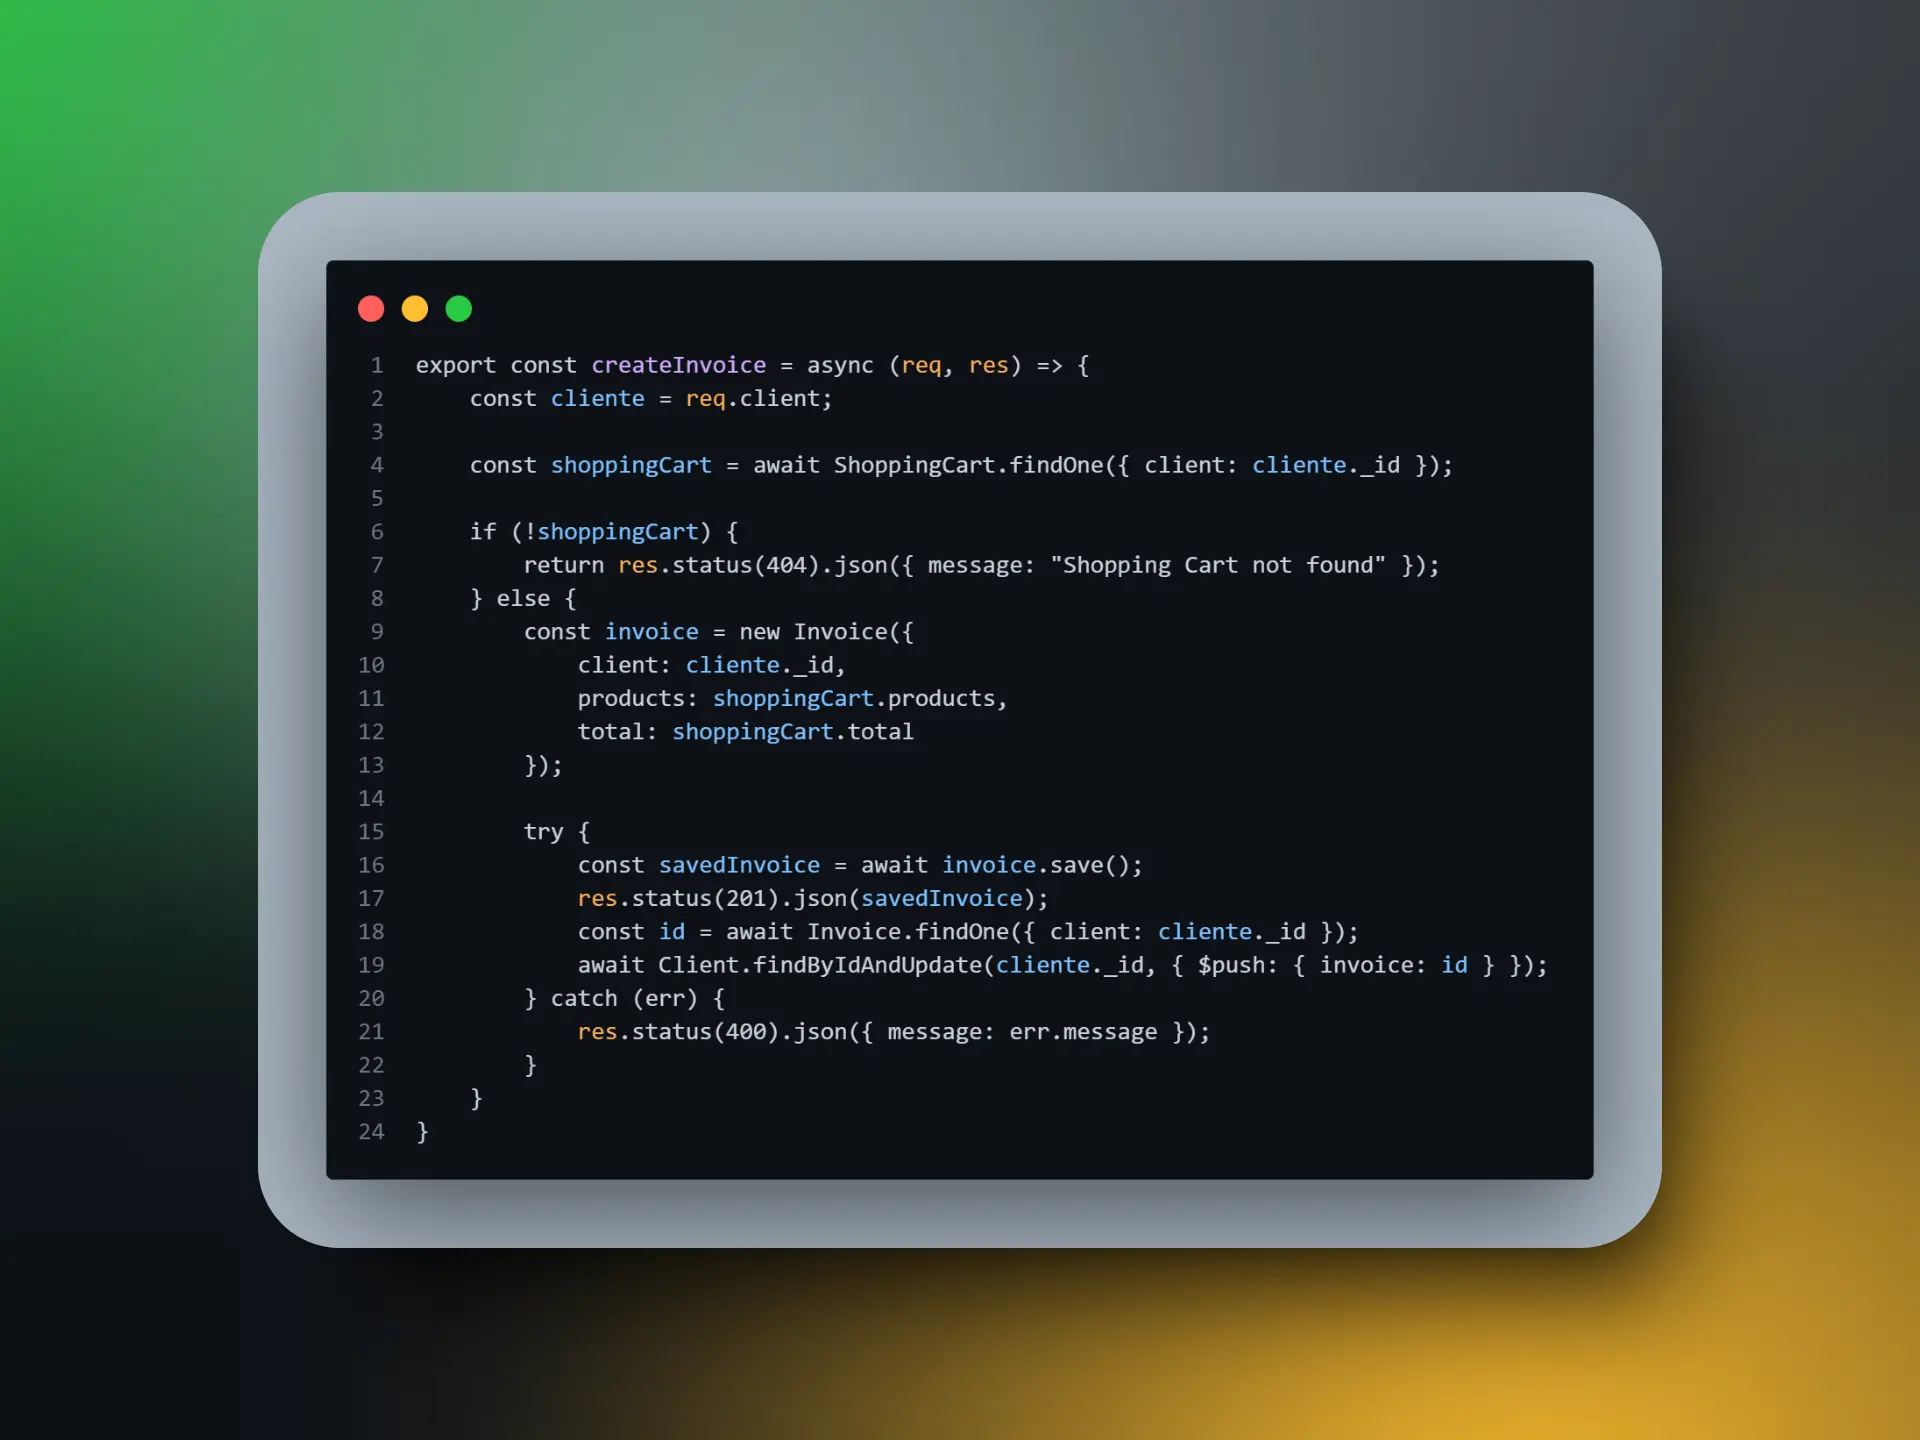 1 export const createInvoice = async (req, res) => {
2     const cliente = req.client;
3
4     const shoppingCart = await ShoppingCart.findOne({ client: cliente._id });
5
6     if (!shoppingCart) {
7         return res.status(404).json({ message: "Shopping Cart not found" });
8     } else {
9         const invoice = new Invoice({
10             client: cliente._id,
11             products: shoppingCart.products,
12             total: shoppingCart.total
13         });
14
15         try {
16             const savedInvoice = await invoice.save();
17             res.status(201).json(savedInvoice);
18             const id = await Invoice.findOne({ client: cliente._id });
19             await Client.findByIdAndUpdate(cliente._id, { $push: { invoice: id } });
20         } catch (err) {
21             res.status(400).json({ message: err.message });
22         }
23     }
24 }